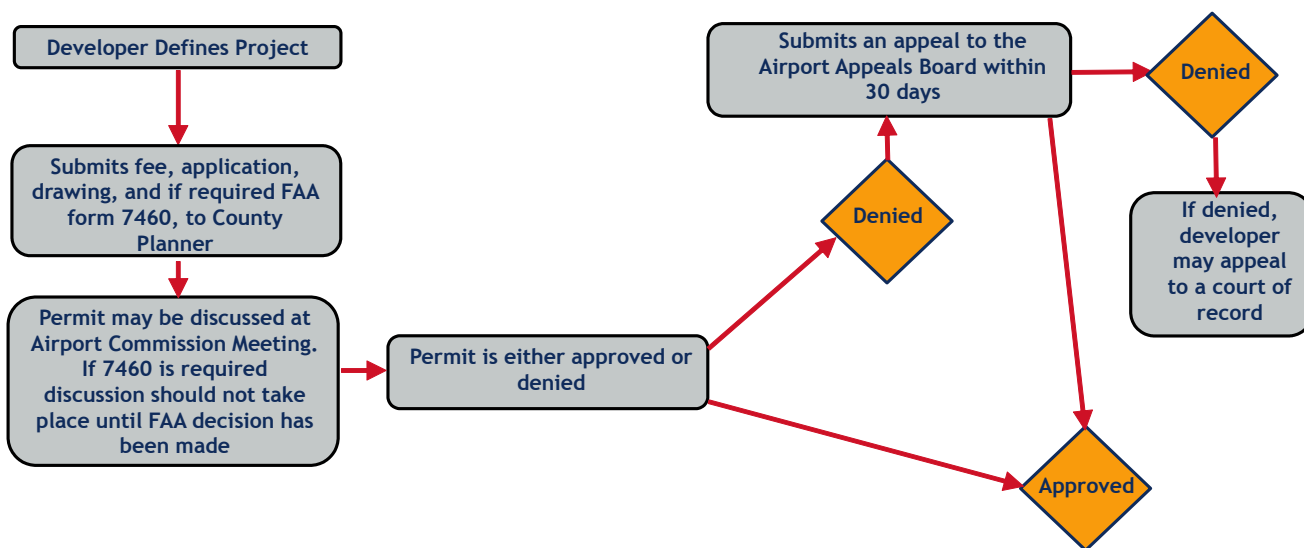 Developer Defines Project
Submits fee, application,
drawing, and if required FAA
form 7460, to County
Planner
Permit may be discussed at
Airport Commission Meeting.
If 7460 is required
discussion should not take
place until FAA decision has
been made
Permit is either approved or
denied
Denied
Submits an appeal to the
Airport Appeals Board within
30 days
Denied
If denied,
developer
may appeal
to a court of
record
Approved